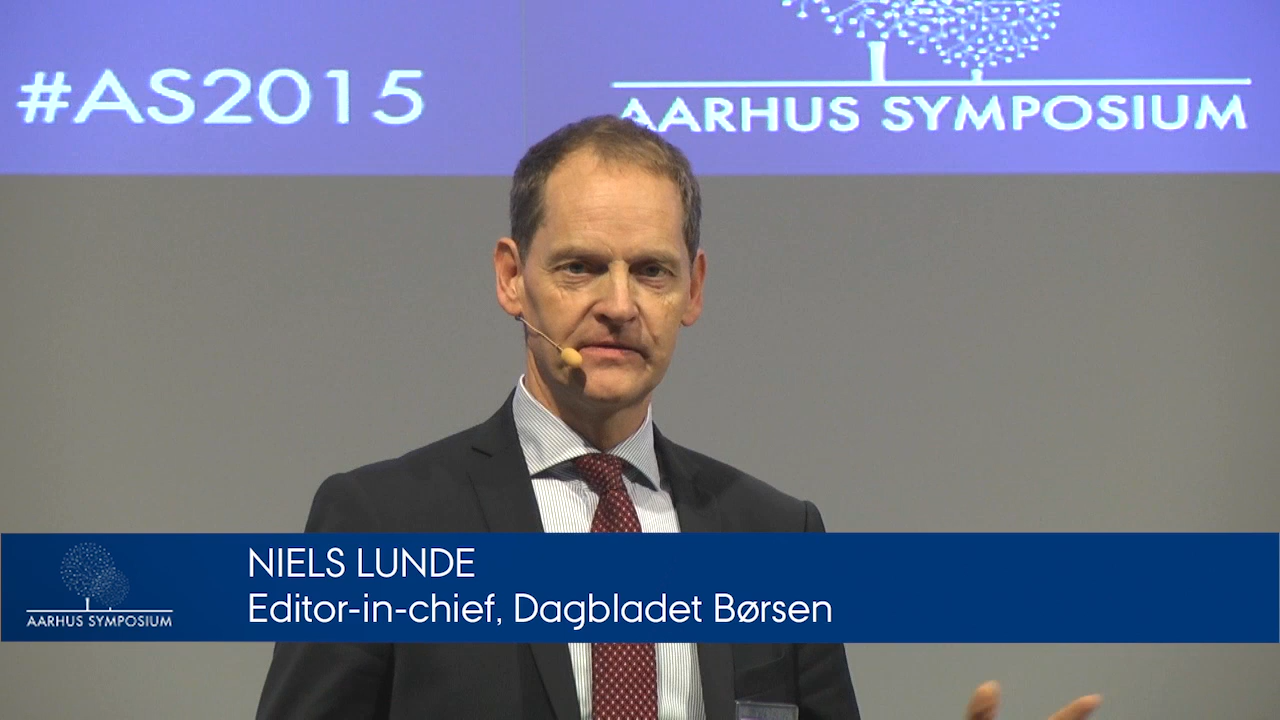 #AS2015
AARHUS SYMPOSIUM
NIELS LUNDE
Editor-in-chief, Dagbladet Børsen
AARHUS SYMPOSIUM